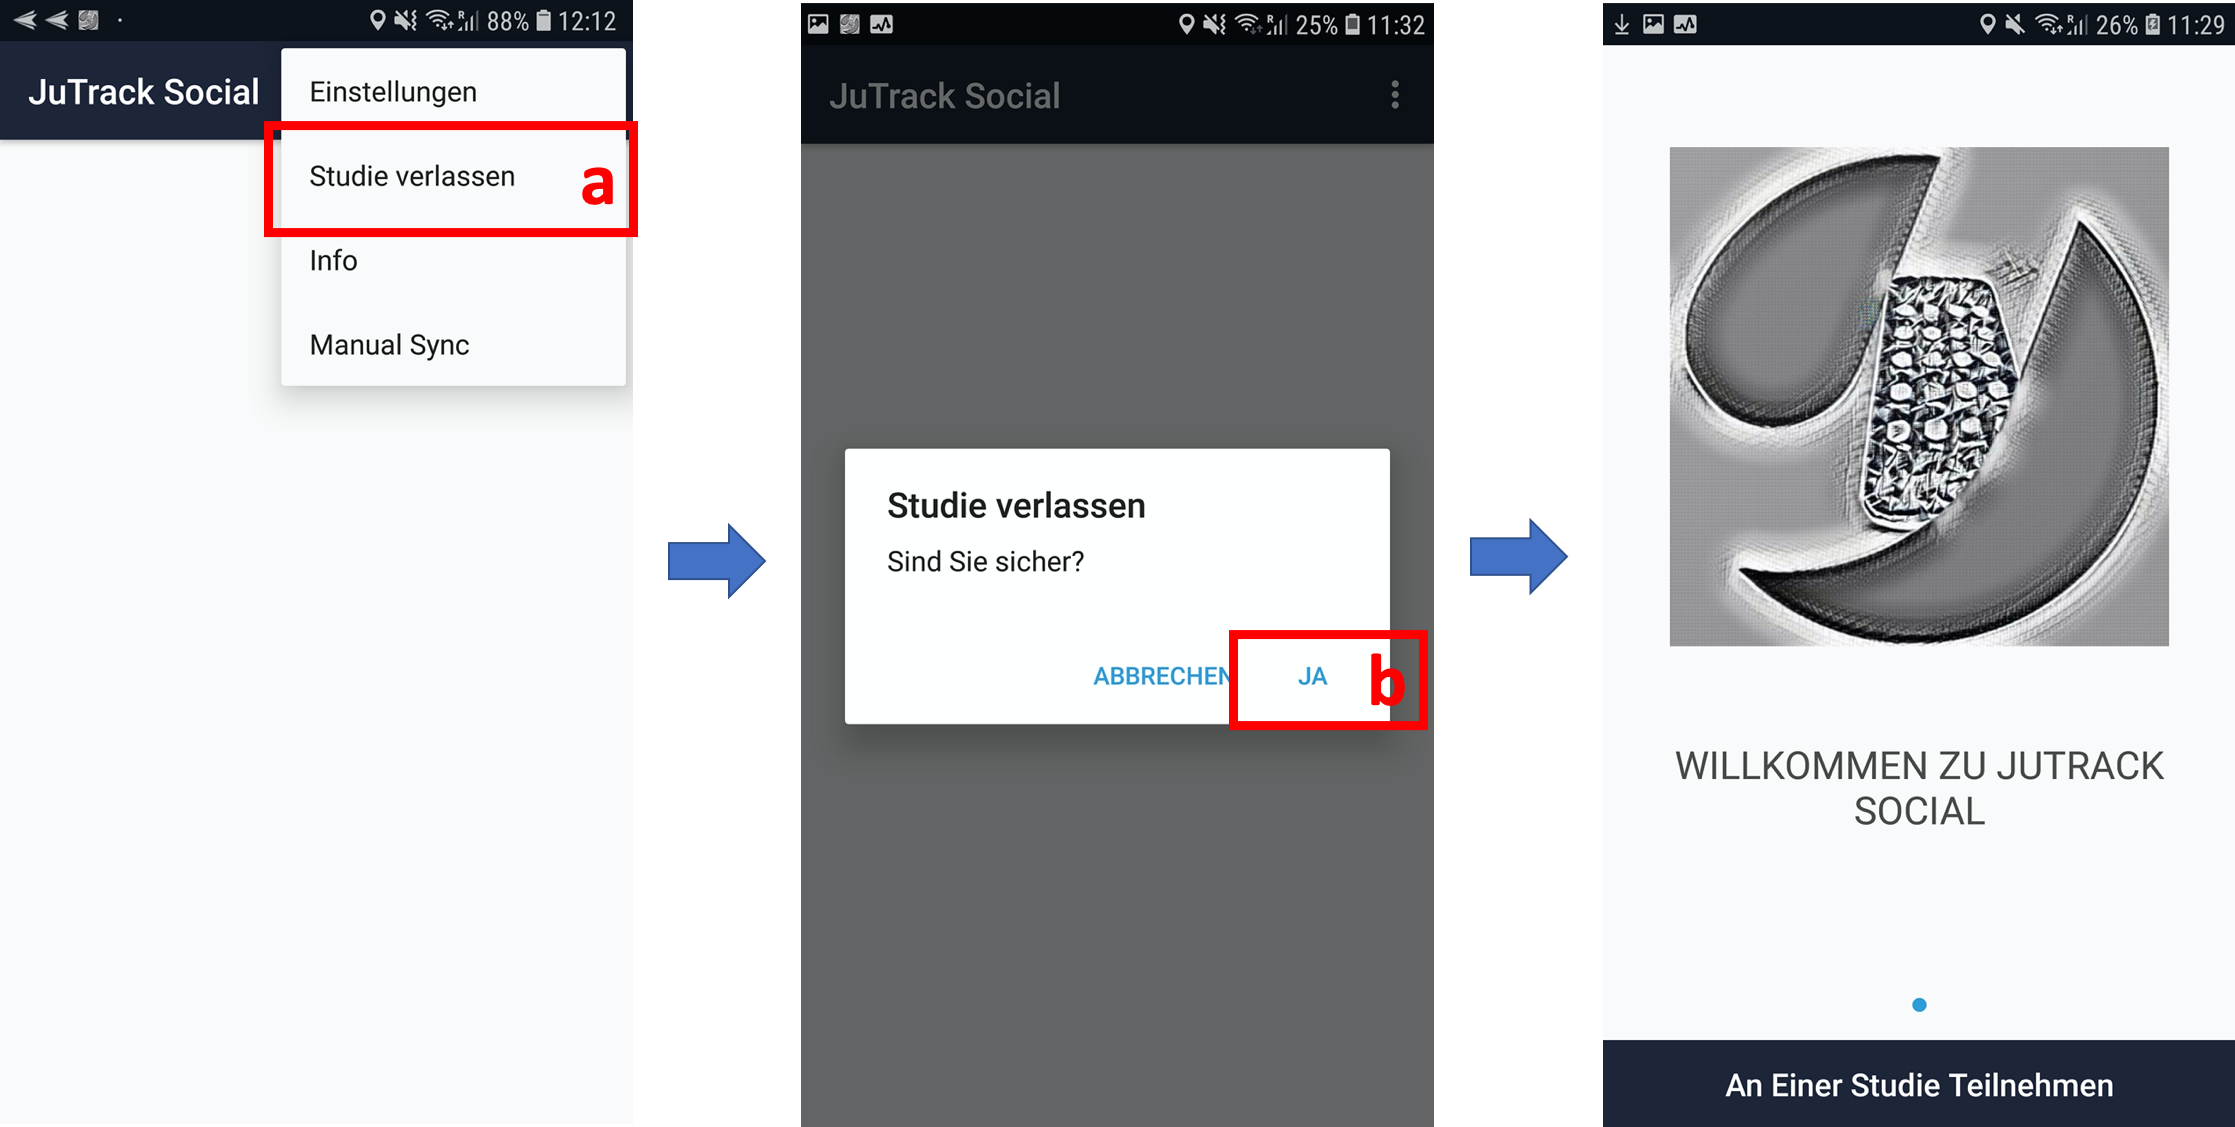 88% 12:12
JuTrack Social
Einstellungen
Studie verlassen
a
Info
Manual Sync
25% 11:32
JuTrack Social
Studie verlassen
Sind Sie sicher?
ABBRECHEN
JA
b
26% 11:29
WILLKOMMEN ZU JUTRACK
SOCIAL
An Einer Studie Teilnehmen